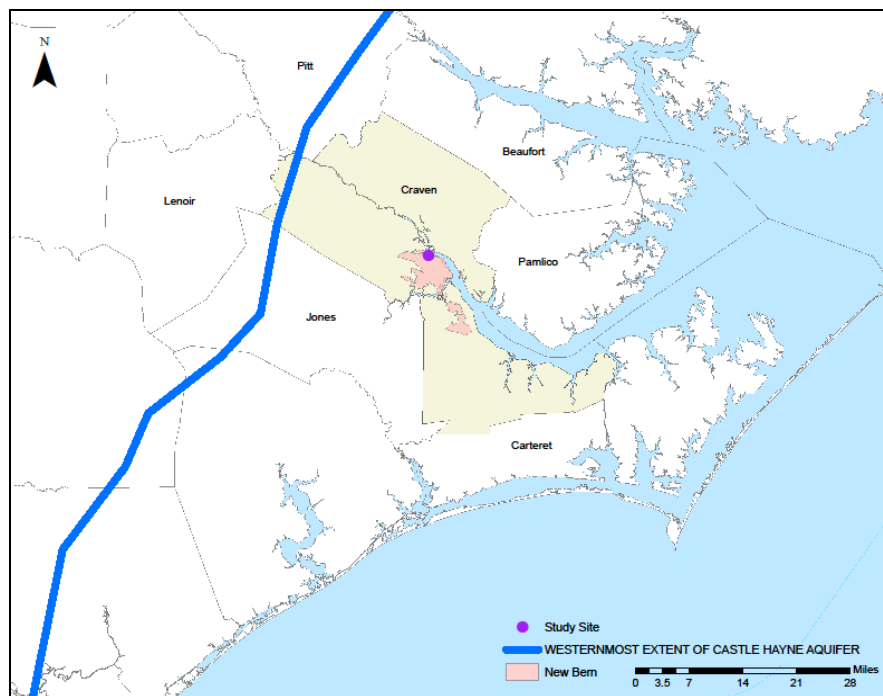 N
Pitt
Beaufort
Craven
Lenoir
Pamlico
Jones
Carteret
Study Site
WESTERNMOST EXTENT OF CASTLE HAYNE AQUIFER
New Bern
Miles
0 3.5 7 14 21 28